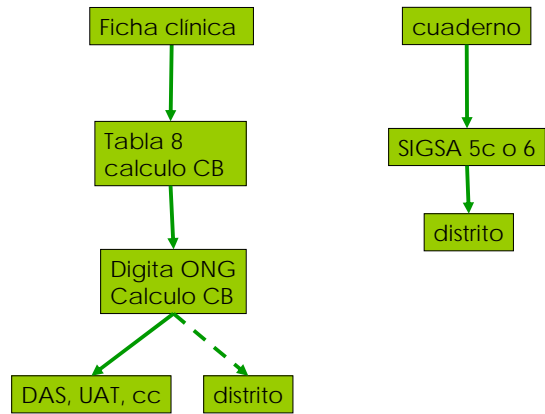 Ficha clínica
cuaderno
Tabla 8
calculo CB
SIGSA 5c o 6
distrito
Digita ONG
Calculo CB
DAS, UAT, cc
distrito